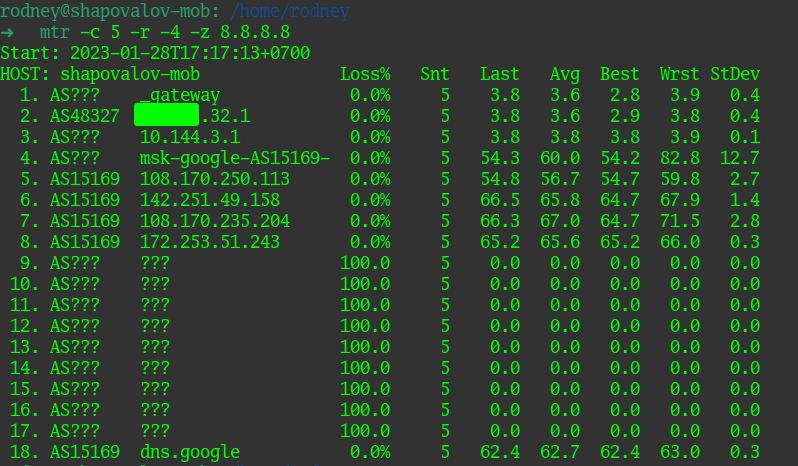 rodney@shapovalov-mob: /home/rodney
➜ mtr -c 5 -r -4 -z 8.8.8.8
Start: 2023-01-28T17:17:13+0700
HOST: shapovalov-mob Loss% Snt Last Avg Best Wrst StDev
1. AS??? _gateway 0.0% 5 3.8 3.6 2.8 3.9 0.4
2. AS48327 .32.1 0.0% 5 3.8 3.6 2.9 3.8 0.4
3. AS??? 10.144.3.1 0.0% 5 3.8 3.8 3.8 3.9 0.1
4. AS??? msk-google-AS15169- 0.0% 5 54.3 60.0 54.2 82.8 12.7
5. AS15169 108.170.250.113 0.0% 5 54.8 56.7 54.7 59.8 2.7
6. AS15169 142.251.49.158 0.0% 5 66.5 65.8 64.7 67.9 1.4
7. AS15169 108.170.235.204 0.0% 5 66.3 67.0 64.7 71.5 2.8
8. AS15169 172.253.51.243 0.0% 5 65.2 65.6 65.2 66.0 0.3
9. AS??? ??? 100.0 5 0.0 0.0 0.0 0.0 0.0
10. AS??? ??? 100.0 5 0.0 0.0 0.0 0.0 0.0
11. AS??? ??? 100.0 5 0.0 0.0 0.0 0.0 0.0
12. AS??? ??? 100.0 5 0.0 0.0 0.0 0.0 0.0
13. AS??? ??? 100.0 5 0.0 0.0 0.0 0.0 0.0
14. AS??? ??? 100.0 5 0.0 0.0 0.0 0.0 0.0
15. AS??? ??? 100.0 5 0.0 0.0 0.0 0.0 0.0
16. AS??? ??? 100.0 5 0.0 0.0 0.0 0.0 0.0
17. AS??? ??? 100.0 5 0.0 0.0 0.0 0.0 0.0
18. AS15169 dns.google 0.0% 5 62.4 62.7 62.4 63.0 0.3